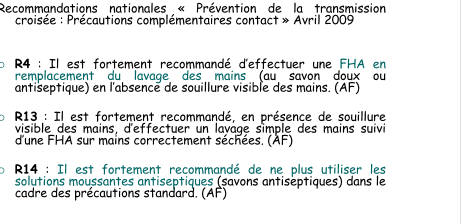 Recommandations nationales « Prévention de la transmission
croisée : Précautions complémentaires contact » Avril 2009
○ R4 : Il est fortement recommandé d'effectuer une FHA en
remplacement du lavage des mains (au savon doux ou
antiseptique) en l'absence de souillure visible des mains. (AF)
○ R13 : Il est fortement recommandé, en présence de souillure
visible des mains, d'effectuer un lavage simple des mains suivi
d'une FHA sur mains correctement séchées. (AF)
○ R14 : Il est fortement recommandé de ne plus utiliser les
solutions moussantes antiseptiques (savons antiseptiques) dans le
cadre des précautions standard. (AF)